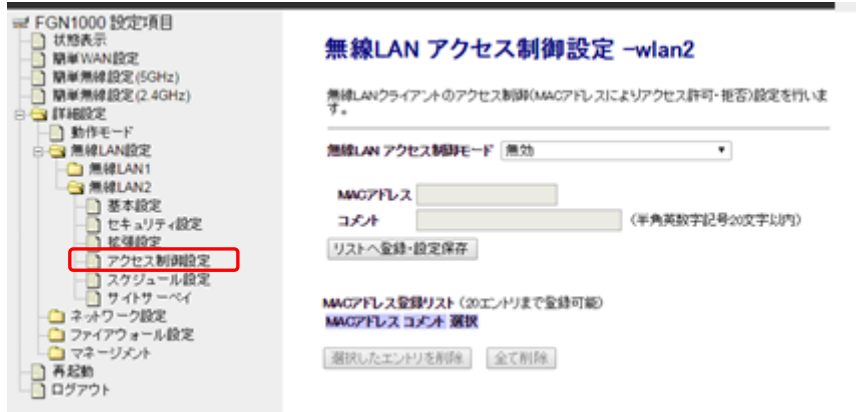 FGN1000 設定項目
状態表示
簡単WAN設定
簡単無線設定(5GHz)
簡単無線設定(2.4GHz)
詳細設定
動作モード
無線LAN設定
無線LAN1
無線LAN2
基本設定
セキュリティ設定
拡張設定
アクセス制御設定
スケジュール設定
サイトサーベイ
ネットワーク設定
ファイアウォール設定
マネージメント
再起動
ログアウト
無線LAN アクセス制御設定 −wlan2
無線LANクライアントのアクセス制御(MACアドレスによりアクセス許可・拒否)設定を行いま
す。
無線LAN アクセス制御モード 無効
MACアドレス
コメント (半角英数字記号20文字以内)
リストへ登録・設定保存
MACアドレス登録リスト (20エントリまで登録可能)
MACアドレス コメント 選択
選択したエントリを削除 全て削除